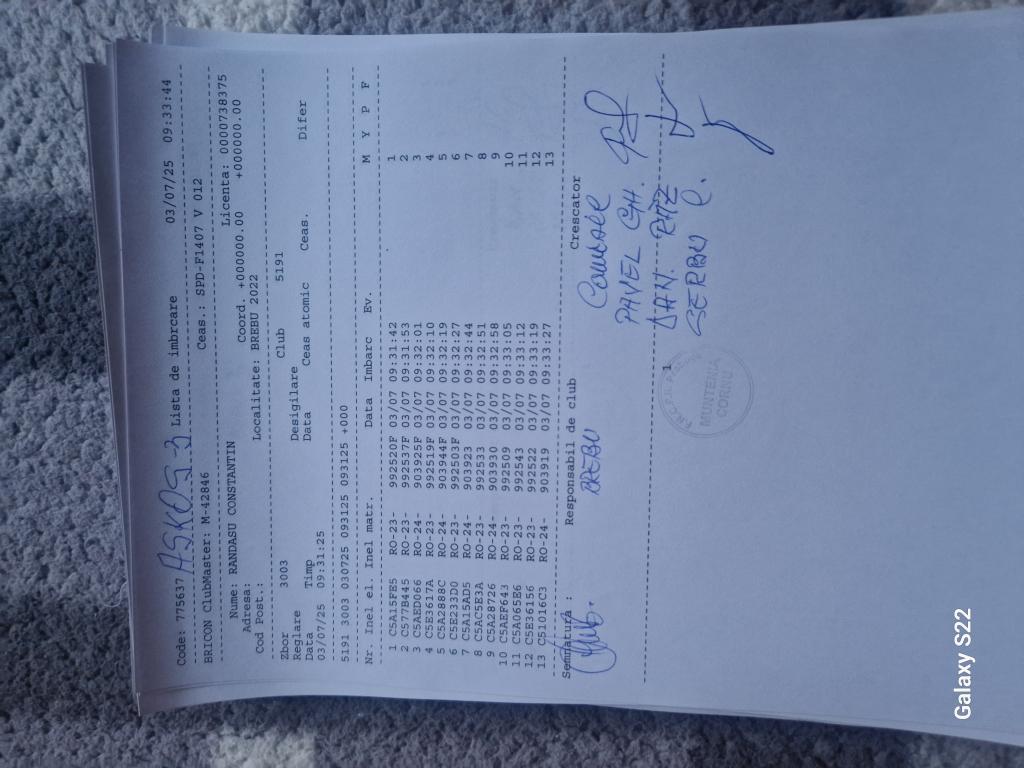 Code: 775637 ASKOS-3 Lista de imbrcare 03/07/25 09:33:44
BRICON ClubMaster: M-42846 Ceas.: SPD-F1407 V 012
Nume: RANDASU CONSTANTIN Licenta: 0000738375
Adresa: Coord. +000000.00 +000000.00
Cod Post.: Localitate: BREBU 2022
Zbor 3003 Club 5191
Reglare Desigilare
Data Timp Data Ceas atomic Ceas. Difer
03/07/25 09:31:25
5191 3003 030725 093125 093125 +000
Nr. Inel el. Inel matr. Data Imbarc Ev. M Y P F
1 C5A15FE5 RO-23- 992520F 03/07 09:31:42 1
2 C577B445 RO-23- 992537F 03/07 09:31:53 2
3 C5AED066 RO-24- 903925F 03/07 09:32:01 3
4 C5E3617A RO-23- 992519F 03/07 09:32:10 4
5 C5A2888C RO-24- 903944F 03/07 09:32:19 5
6 C5E233D0 RO-23- 992503F 03/07 09:32:27 6
7 C5A15AD5 RO-24- 903923 03/07 09:32:44 7
8 C5AC5E3A RO-23- 992533 03/07 09:32:51 8
9 C5A28726 RO-24- 903930 03/07 09:32:58 9
10 C5AEF643 RO-23- 992509 03/07 09:33:05 10
11 C5A065E6 RO-23- 992543 03/07 09:33:12 11
12 C5E36156 RO-23- 992522 03/07 09:33:19 12
13 C51016C3 RO-24- 903919 03/07 09:33:27 13
Semnatura : Responsabil de club Crescator
BREBU
PAVEL GH.
DAN.
SERBU C.
1
MUNTENIA
CORNU
Galaxy S22